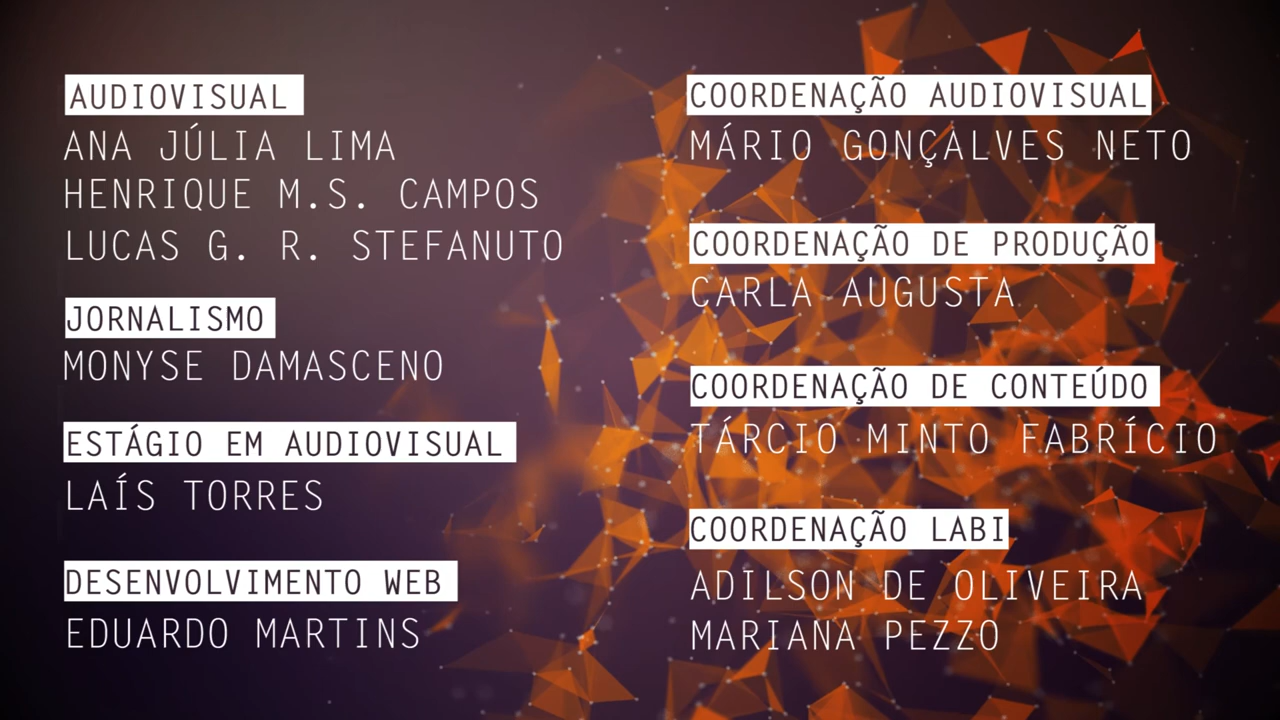 AUDIOVISUAL
ANA JÚLIA LIMA
HENRIQUE M.S. CAMPOS
LUCAS G. R. STEFANUTO
JORNALISMO
MONYSE DAMASCENO
ESTÁGIO EM AUDIOVISUAL
LAÍS TORRES
DESENVOLVIMENTO WEB
EDUARDO MARTINS
COORDENAÇÃO AUDIOVISUAL
MÁRIO GONÇALVES NETO
COORDENAÇÃO DE PRODUÇÃO
CARLA AUGUSTA
COORDENAÇÃO DE CONTEÚDO
TÁRCIO MINTO FABRÍCIO
COORDENAÇÃO LABI
ADILSON DE OLIVEIRA
MARIANA PEZZO